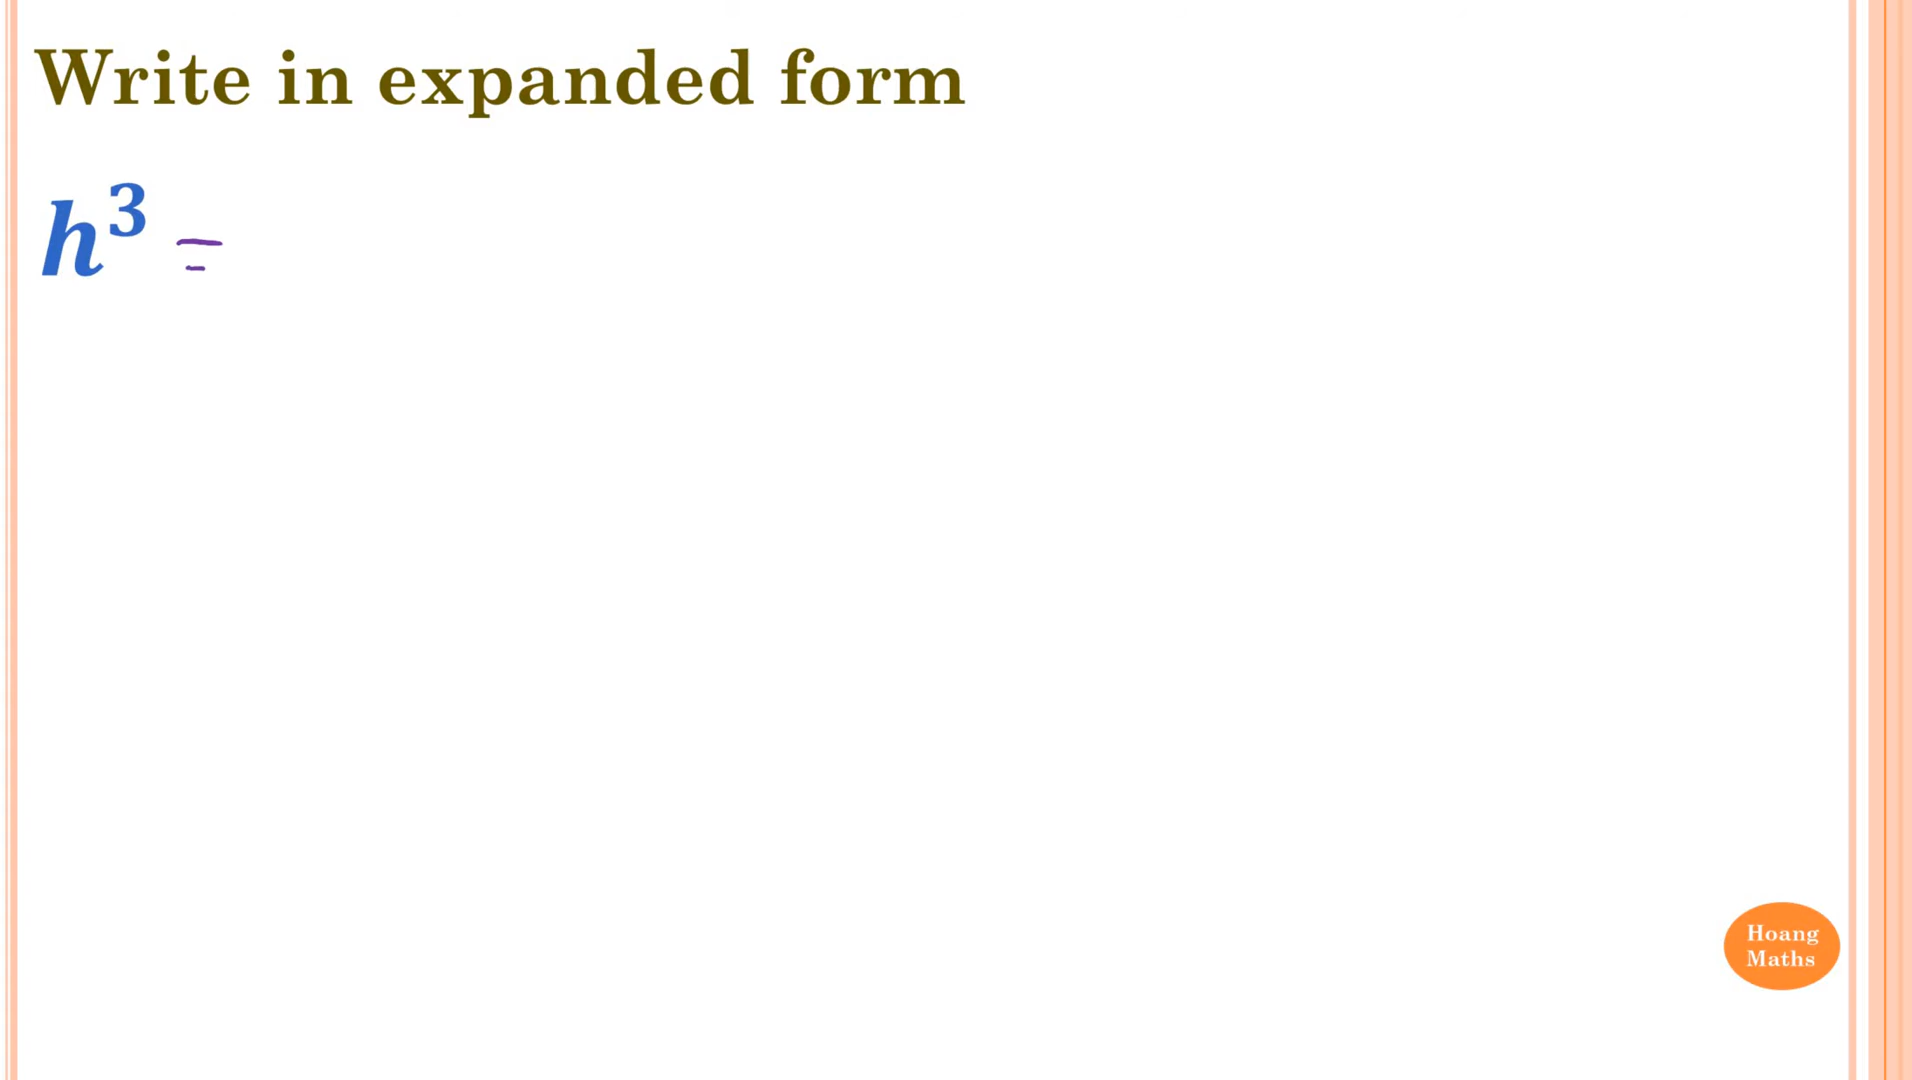 Write in expanded form
h³ =
Hoang
Maths